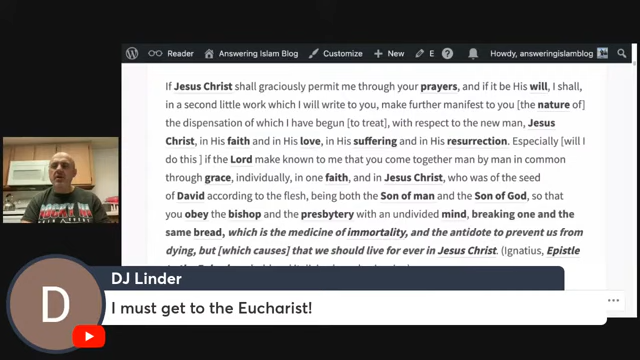 Reader Answering Islam Blog Customize New E Howdy, answeringislamblog
If Jesus Christ shall graciously permit me through your prayers, and if it be His will, I shall,
in a second little work which I will write to you, make further manifest to you [the nature of]
the dispensation of which I have begun [to treat], with respect to the new man, Jesus
Christ, in His faith and in His love, in His suffering and in His resurrection. Especially [will I
do this ] if the Lord make known to me that you come together man by man in common
through grace, individually, in one faith, and in Jesus Christ, who was of the seed
of David according to the flesh, being both the Son of man and the Son of God, so that
you obey the bishop and the presbytery with an undivided mind, breaking one and the
same bread, which is the medicine of immortality, and the antidote to prevent us from
dying, but [which causes] that we should live for ever in Jesus Christ. (Ignatius, Epistle
DJ Linder
D
I must get to the Eucharist!